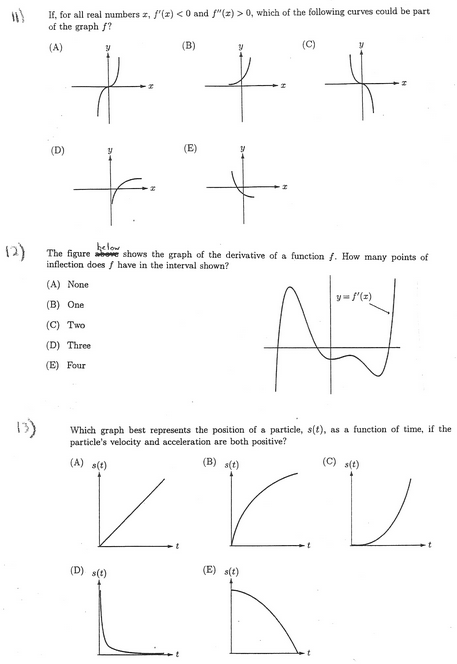 11) If, for all real numbers x, f′(x) < 0 and f″(x) > 0, which of the following curves could be part
of the graph f?
(A) y x (B) y x (C) y x
(D) y x (E) y x
below
12) The figure above shows the graph of the derivative of a function f. How many points of
inflection does f have in the interval shown?
(A) None
(B) One
(C) Two
(D) Three
(E) Four
y = f′(x)
13) Which graph best represents the position of a particle, s(t), as a function of time, if the
particle's velocity and acceleration are both positive?
(A) s(t) t (B) s(t) t (C) s(t) t
(D) s(t) t (E) s(t) t